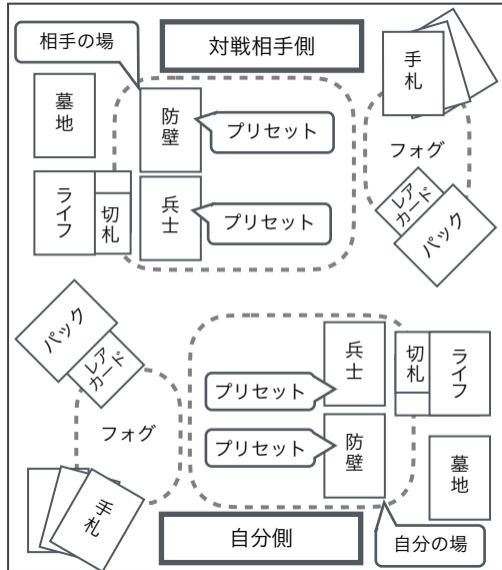 相手の場
対戦相手側
手札
墓地
防壁
プリセット
フォグ
ライフ
切札
兵士
プリセット
レア
カード
パック
パック
レア
カード
兵士
切札
ライフ
プリセット
フォグ
プリセット
防壁
墓地
手札
自分側
自分の場